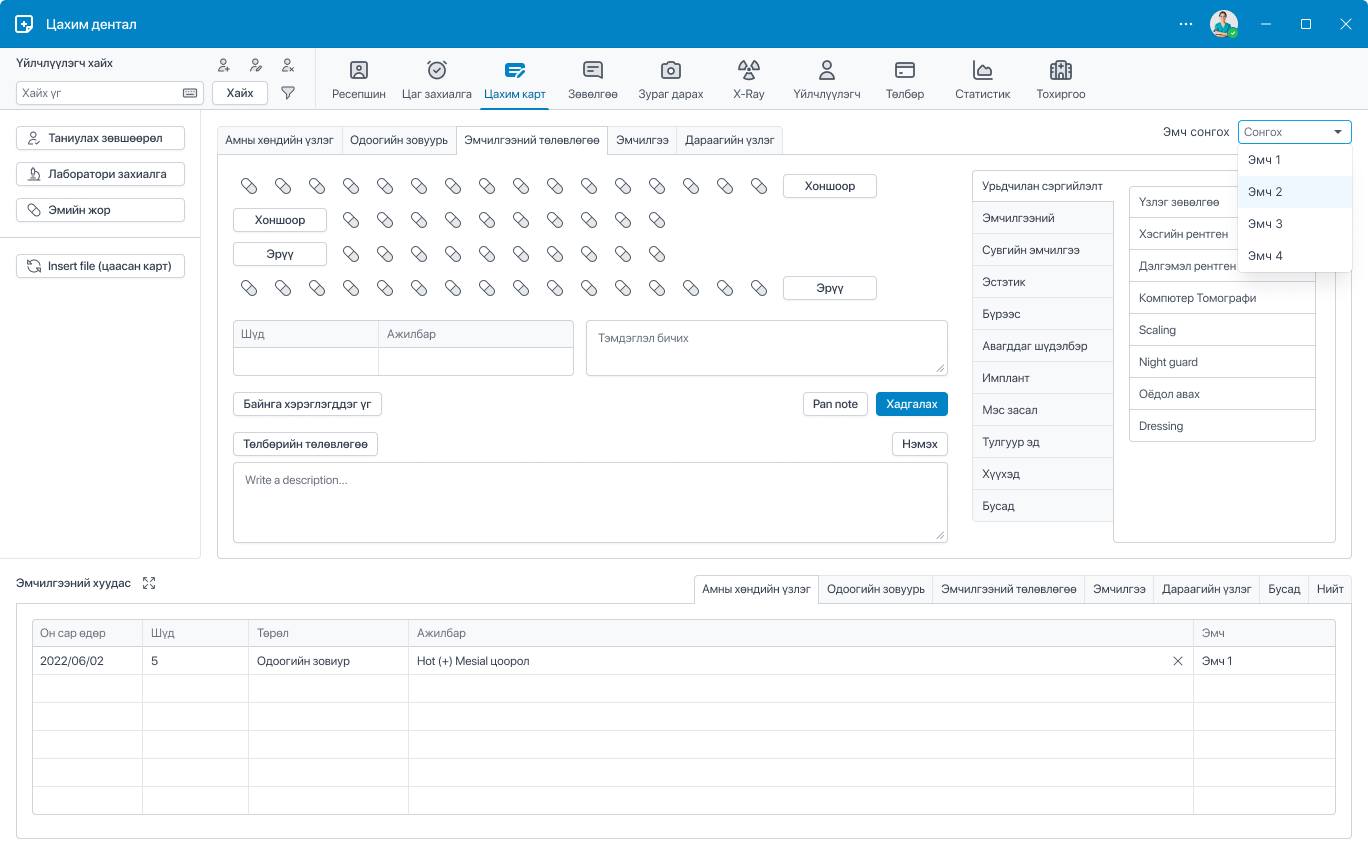 Цахим дентал
Үйлчлүүлэгч хайх
Хайх үг
Хайх
Ресепшин
Цаг захиалга
Цахим карт
Зөвөлгөө
Зураг дарах
X-Ray
Үйлчлүүлэгч
Төлбөр
Статистик
Тохиргоо
Таниулах зөвшөөрөл
Лаборатори захиалга
Эмийн жор
Insert file (цаасан карт)
Амны хөндийн үзлэг
Одоогийн зовуурь
Эмчилгээний төлөвлөгөө
Эмчилгээ
Дараагийн үзлэг
Эмч сонгох
Сонгох
Эмч 1
Эмч 2
Эмч 3
Эмч 4
Хоншоор
Хоншоор
Эрүү
Эрүү
Шүд
Ажилбар
Тэмдэглэл бичих
Байнга хэрэглэгддэг үг
Pan note
Хадгалах
Төлбөрийн төлөвлөгөө
Нэмэх
Write a description...
Урьдчилан сэргийлэлт
Эмчилгээний
Сувгийн эмчилгээ
Эстэтик
Бүрээс
Авагддаг шүдэлбэр
Имплант
Мэс засал
Тулгуур эд
Хүүхэд
Бусад
Үзлэг зөвөлгөө
Хэсгийн рентген
Дэлгэмэл рентген
Компютер Томографи
Scaling
Night guard
Оёдол авах
Dressing
Эмчилгээний хуудас
Амны хөндийн үзлэг
Одоогийн зовуурь
Эмчилгээний төлөвлөгөө
Эмчилгээ
Дараагийн үзлэг
Бусад
Нийт
Он сар өдөр
Шүд
Төрөл
Ажилбар
Эмч
2022/06/02
5
Одоогийн зовиур
Hot (+) Mesial цоорол
Эмч 1